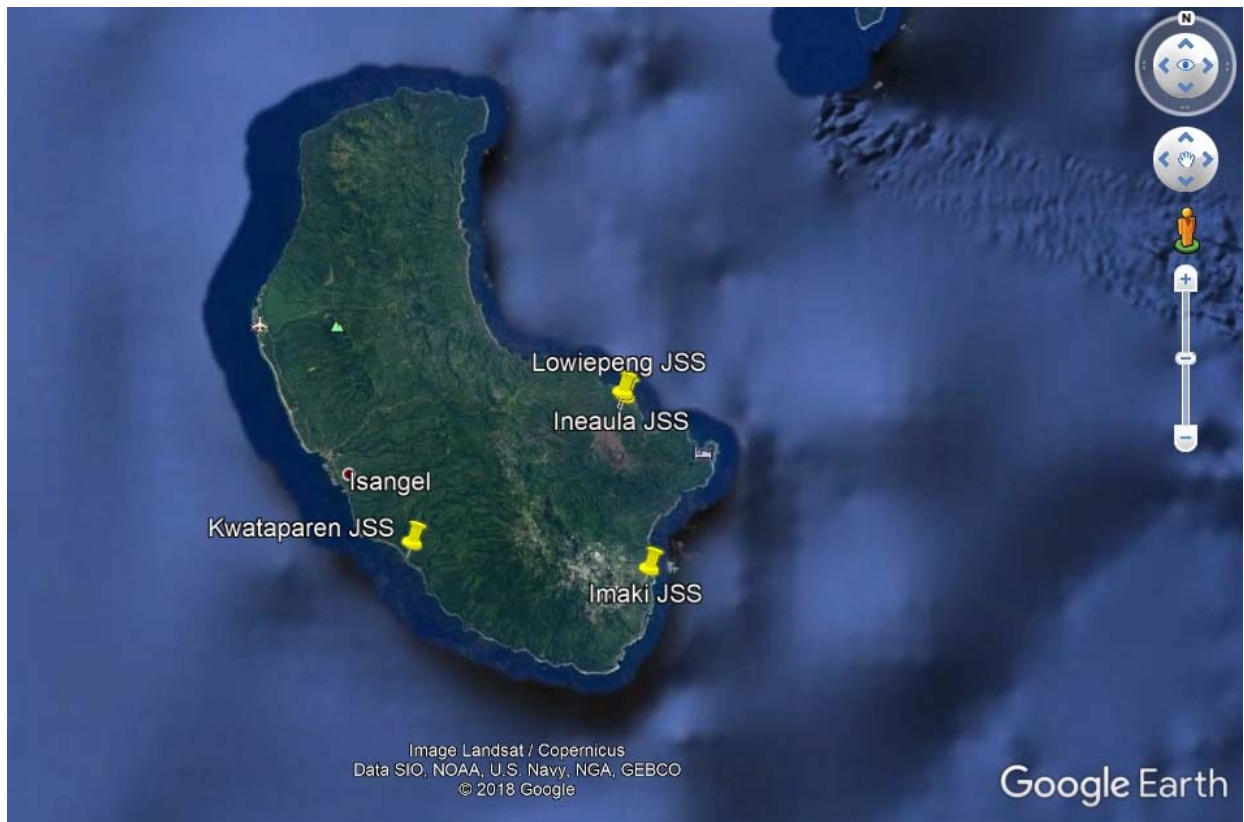 N
Lowiepeng JSS
Ineaula JSS
Isangel
Kwataparen JSS
Imaki JSS
Image Landsat / Copernicus
Data SIO, NOAA, U.S. Navy, NGA, GEBCO
© 2018 Google
Google Earth